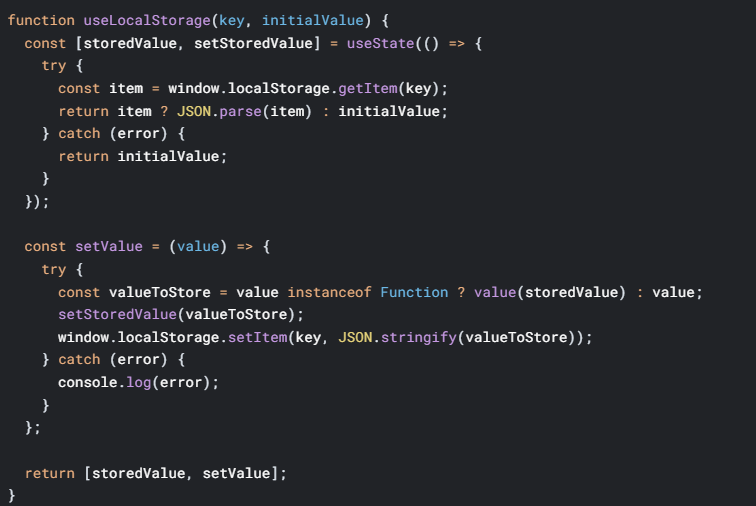 function useLocalStorage(key, initialValue) {
  const [storedValue, setStoredValue] = useState(() => {
    try {
      const item = window.localStorage.getItem(key);
      return item ? JSON.parse(item) : initialValue;
    } catch (error) {
      return initialValue;
    }
  });

  const setValue = (value) => {
    try {
      const valueToStore = value instanceof Function ? value(storedValue) : value;
      setStoredValue(valueToStore);
      window.localStorage.setItem(key, JSON.stringify(valueToStore));
    } catch (error) {
      console.log(error);
    }
  };

  return [storedValue, setValue];
}